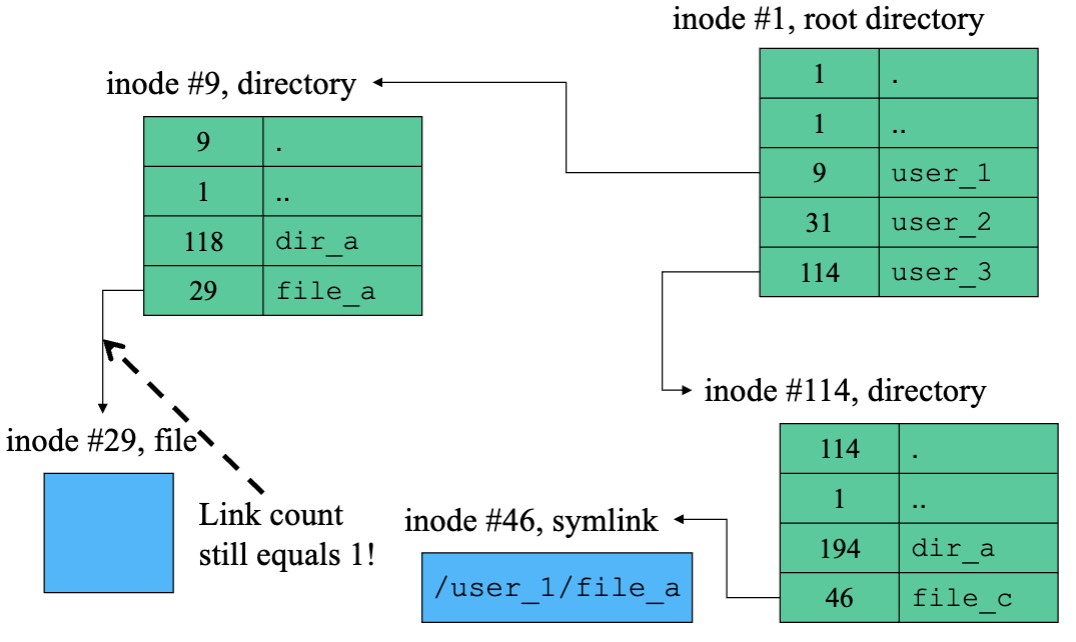 inode #1, root directory
1 .
1 ..
9 user_1
31 user_2
114 user_3
inode #9, directory
9 .
1 ..
118 dir_a
29 file_a
inode #29, file
Link count
still equals 1!
inode #114, directory
114 .
1 ..
194 dir_a
46 file_c
inode #46, symlink
/user_1/file_a